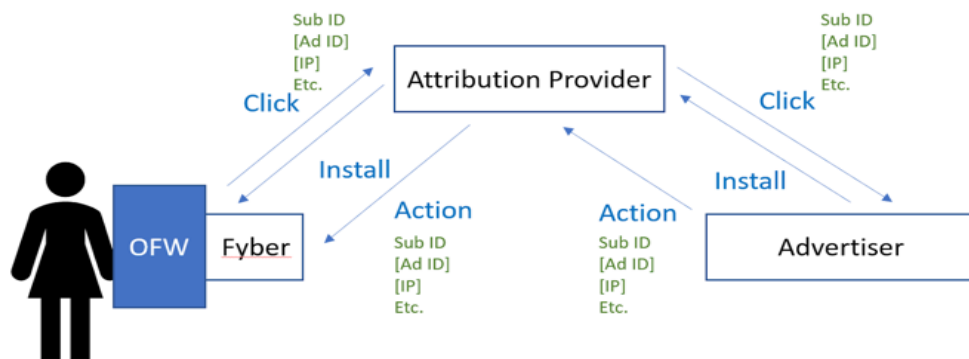 Sub ID
[Ad ID]
[IP]
Etc.
Click
Attribution Provider
Sub ID
[Ad ID]
[IP]
Etc.
Click
Install
Install
Action
Sub ID
[Ad ID]
[IP]
Etc.
Action
Sub ID
[Ad ID]
[IP]
Etc.
OFW
Fyber
Advertiser